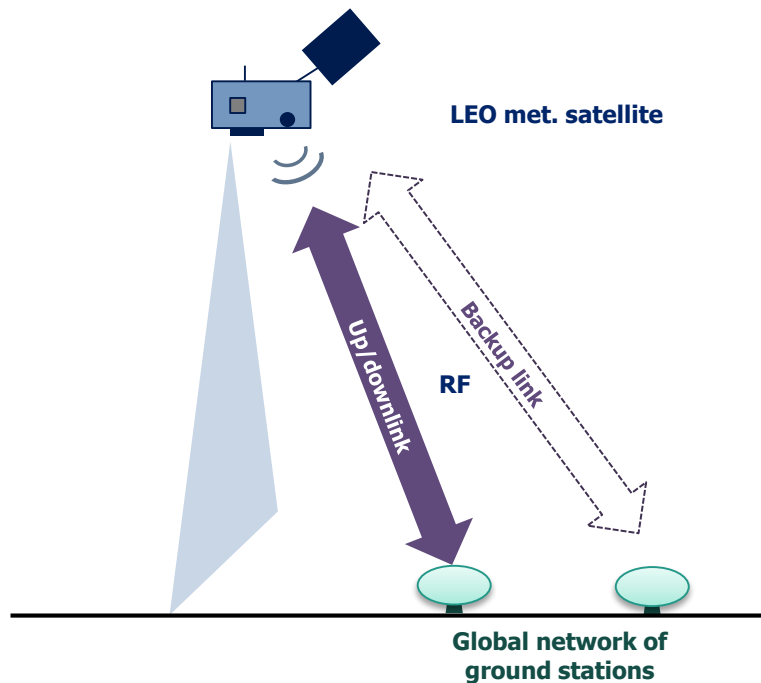 LEO met. satellite
Up/downlink
RF
Backup link
Global network of
ground stations